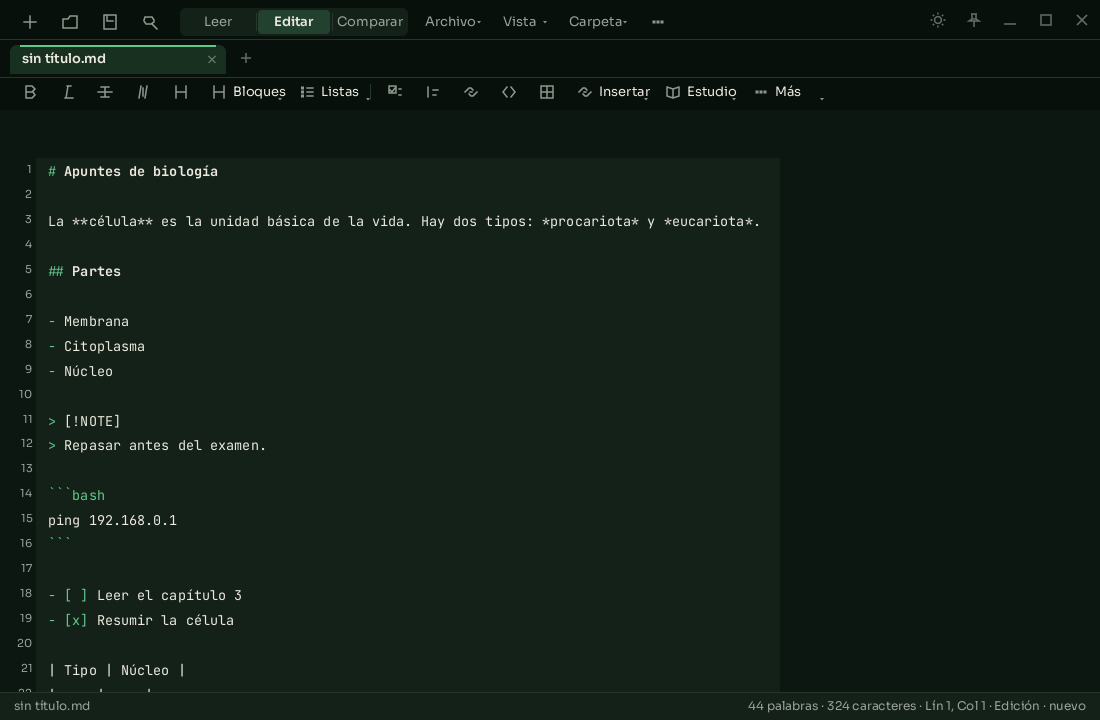 Leer Editar Comparar Archivo Vista Carpeta
sin título.md
Bloques Listas Insertar Estudio Más
1 # Apuntes de biología
2
3 La **célula** es la unidad básica de la vida. Hay dos tipos: *procariota* y *eucariota*.
4
5 ## Partes
6
7 - Membrana
8 - Citoplasma
9 - Núcleo
10
11 > [!NOTE]
12 > Repasar antes del examen.
13
14 ```bash
15 ping 192.168.0.1
16 ```
17
18 - [ ] Leer el capítulo 3
19 - [x] Resumir la célula
20
21 | Tipo | Núcleo |
sin título.md 44 palabras · 324 caracteres · Lín 1, Col 1 · Edición · nuevo